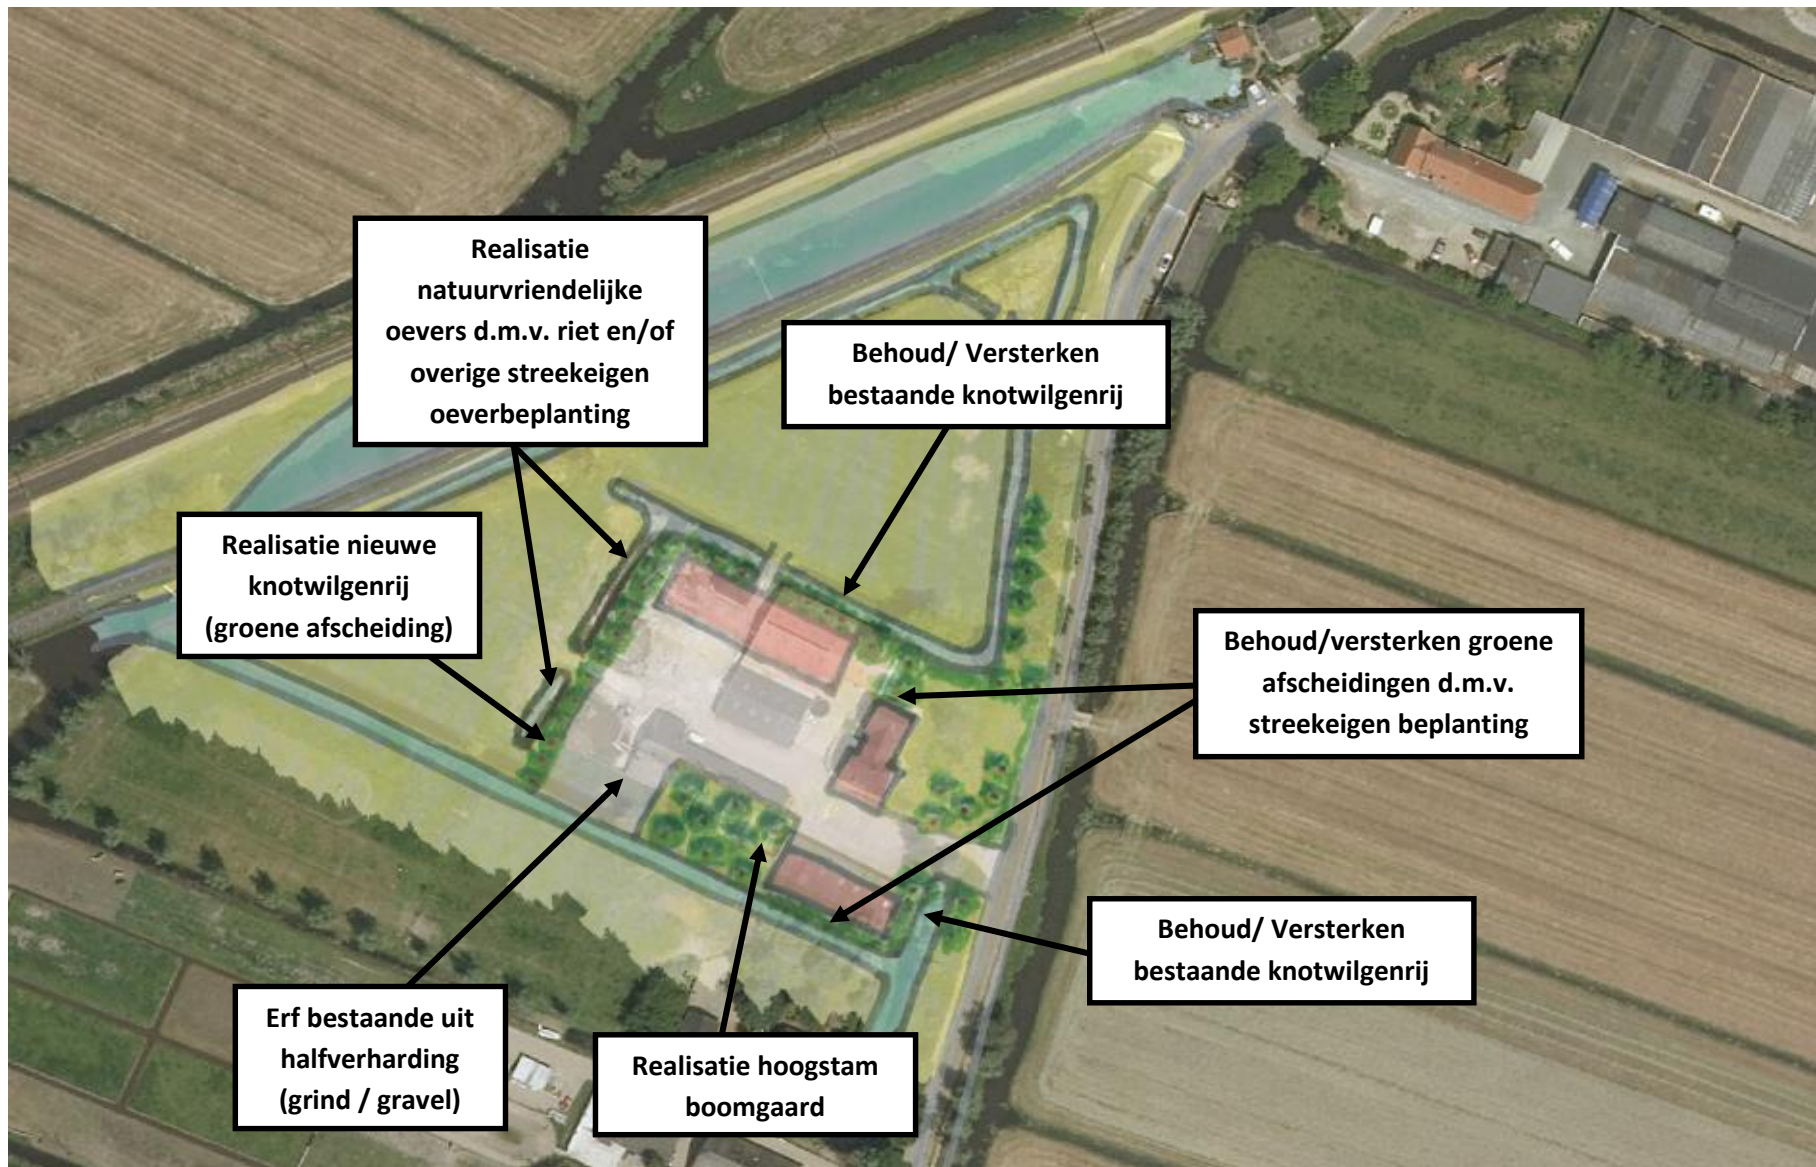 Realisatie
natuurvriendelijke
oevers d.m.v. riet en/of
overige streekeigen
oeverbeplanting
Behoud/ Versterken
bestaande knotwilgenrij
Realisatie nieuwe
knotwilgenrij
(groene afscheiding)
Behoud/versterken groene
afscheidingen d.m.v.
streekeigen beplanting
Behoud/ Versterken
bestaande knotwilgenrij
Erf bestaande uit
halfverharding
(grind / gravel)
Realisatie hoogstam
boomgaard